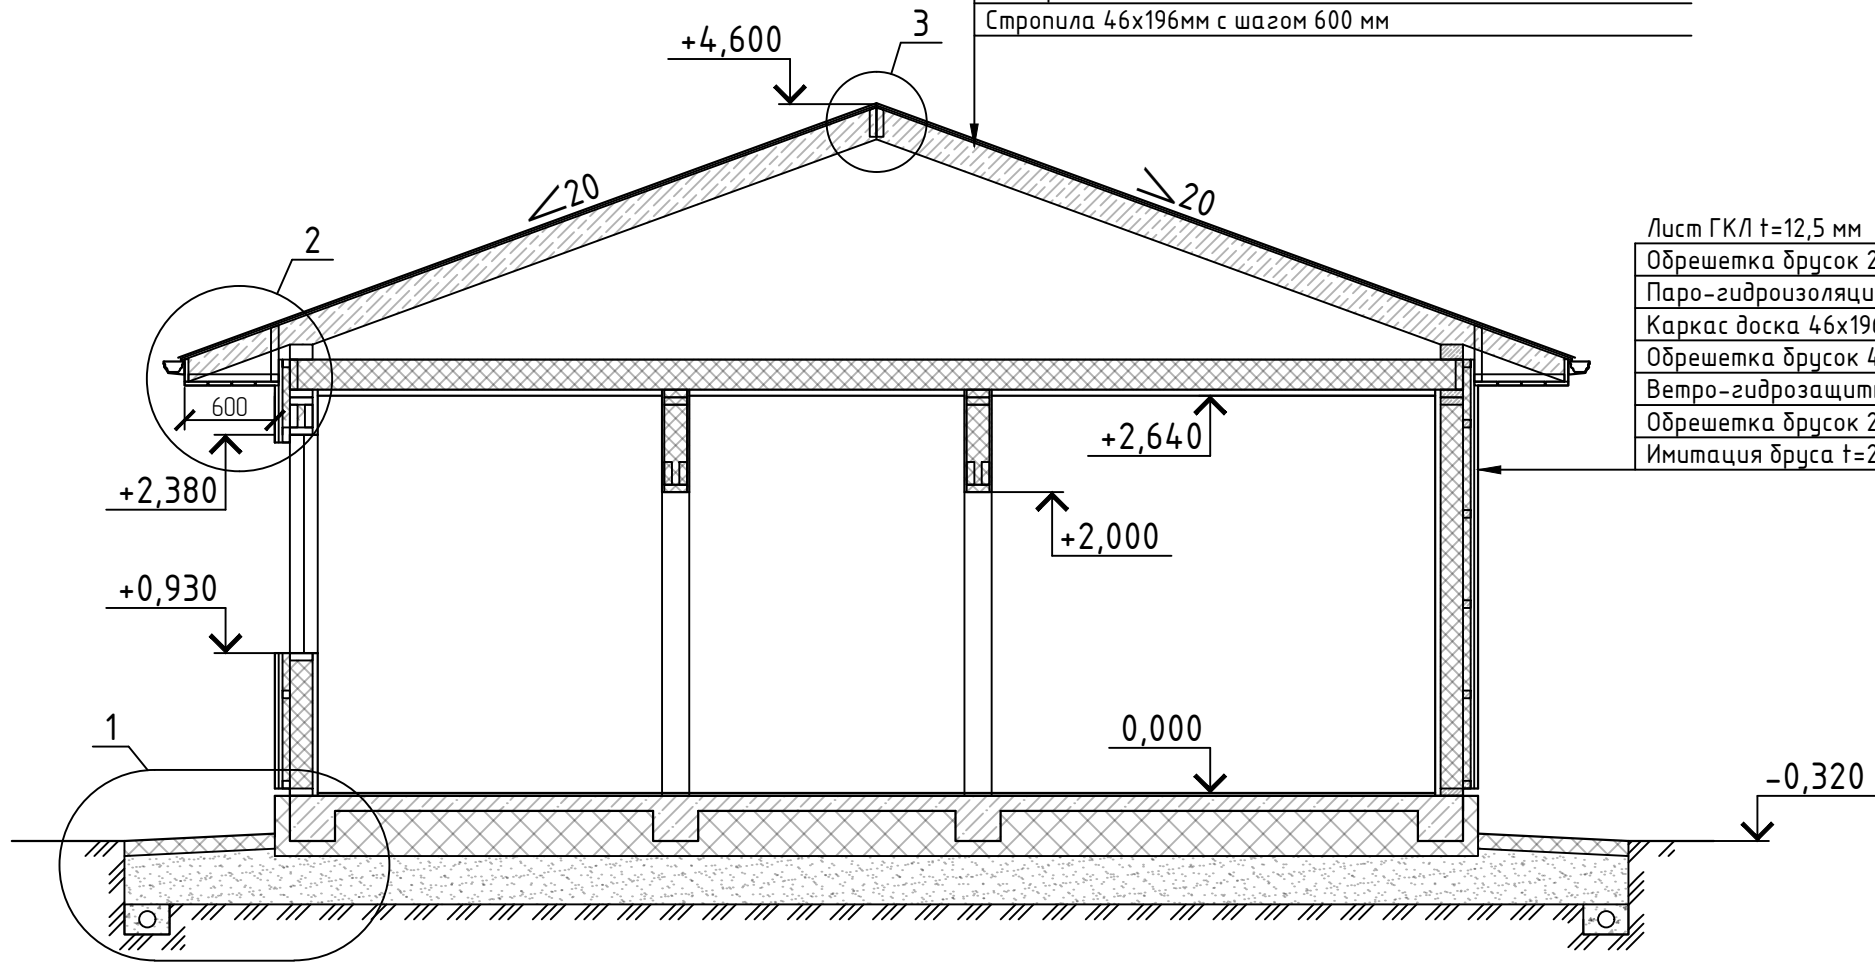 Стропила 46х196мм с шагом 600 мм
3
+4,600
20
20
2
Лист ГКЛ t=12,5 мм
Обрешетка брусок 2
Паро-гидроизоляци
Каркас доска 46х196
Обрешетка брусок 4
Ветро-гидрозащит
Обрешетка брусок 2
Имитация бруса t=2
600
+2,640
+2,380
+2,000
+0,930
1
0,000
-0,320